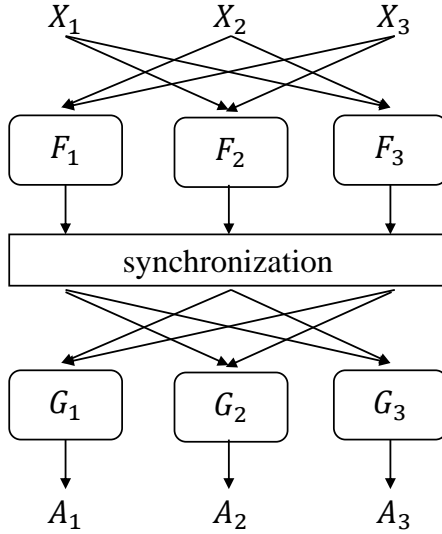 X₁ X₂ X₃
F₁ F₂ F₃
synchronization
G₁ G₂ G₃
A₁ A₂ A₃